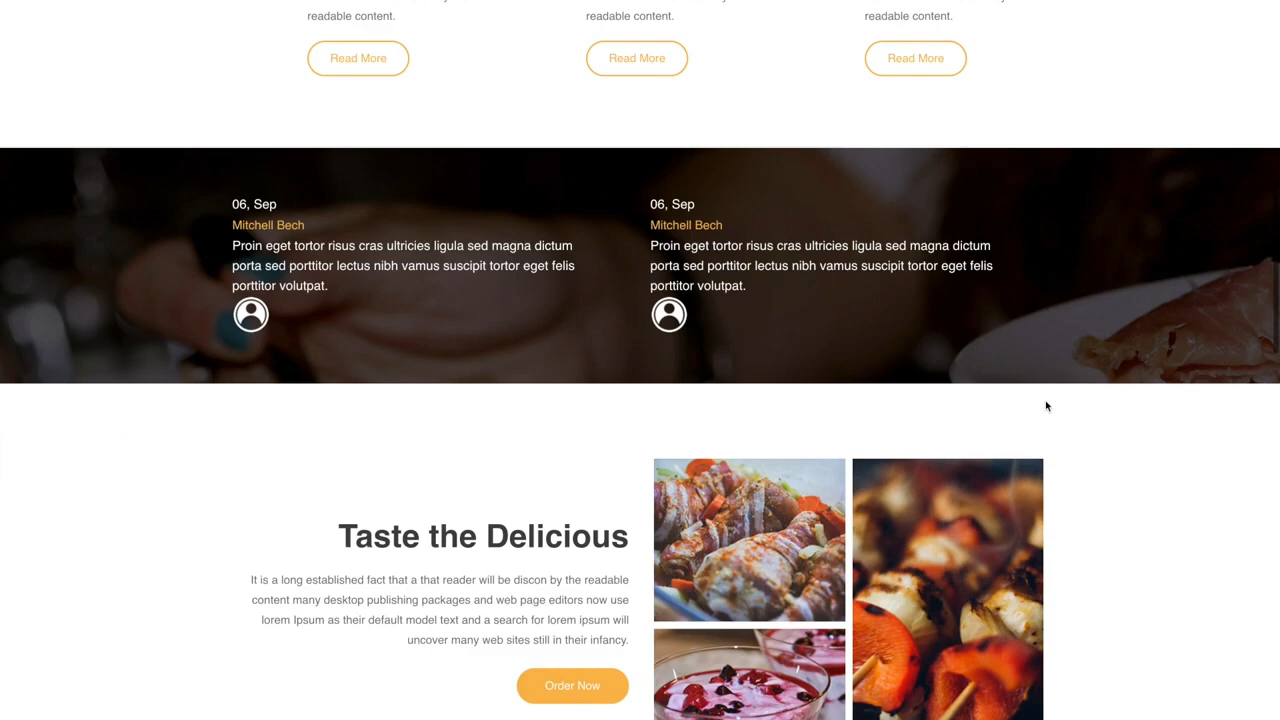 readable content.
readable content.
readable content.
Read More
Read More
Read More
06, Sep
Mitchell Bech
Proin eget tortor risus cras ultricies ligula sed magna dictum
porta sed porttitor lectus nibh vamus suscipit tortor eget felis
porttitor volutpat.
06, Sep
Mitchell Bech
Proin eget tortor risus cras ultricies ligula sed magna dictum
porta sed porttitor lectus nibh vamus suscipit tortor eget felis
porttitor volutpat.
Taste the Delicious
It is a long established fact that a that reader will be discon by the readable
content many desktop publishing packages and web page editors now use
lorem Ipsum as their default model text and a search for lorem ipsum will
uncover many web sites still in their infancy.
Order Now